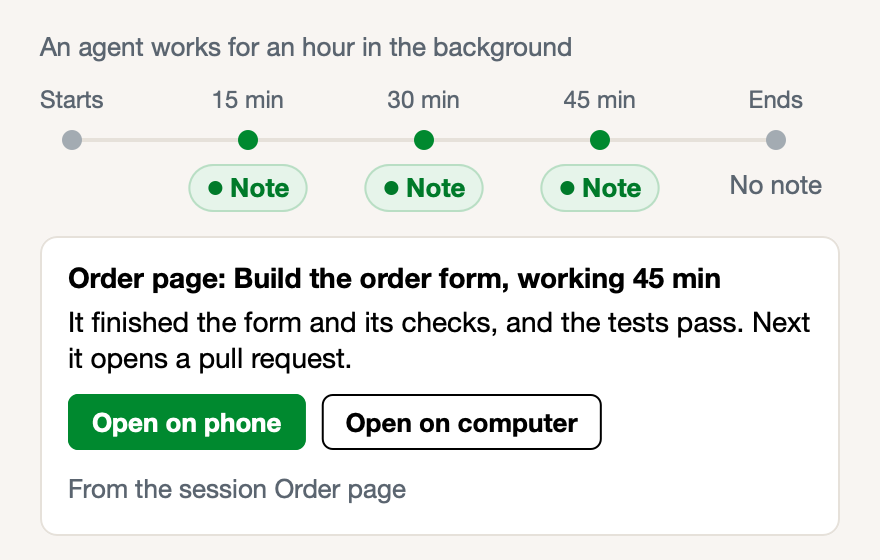 An agent works for an hour in the background
Starts
15 min
30 min
45 min
Ends
Note
Note
Note
No note
Order page: Build the order form, working 45 min
It finished the form and its checks, and the tests pass. Next
it opens a pull request.
Open on phone
Open on computer
From the session Order page